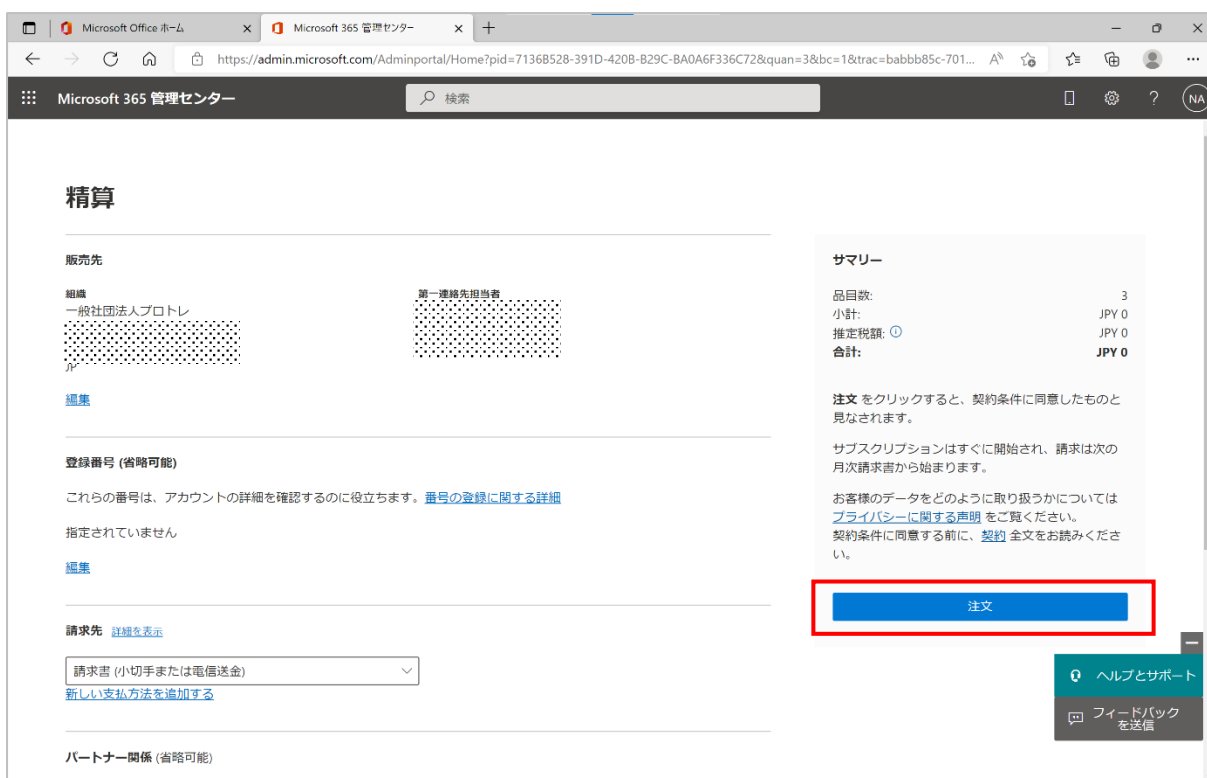 Microsoft Office ホーム
Microsoft 365 管理センター
https://admin.microsoft.com/Adminportal/Home?pid=7136B528-391D-420B-B29C-BA0A6F336C72&quan=3&bc=1&trac=babbb85c-701...
Microsoft 365 管理センター
検索
NA
精算
販売先
組織
第一連絡先担当者
一般社団法人プロトレ
JP
編集
登録番号 (省略可能)
これらの番号は、アカウントの詳細を確認するのに役立ちます。番号の登録に関する詳細
指定されていません
編集
請求先 詳細を表示
請求書 (小切手または電信送金)
新しい支払方法を追加する
パートナー関係 (省略可能)
サマリー
品目数: 3
小計: JPY 0
推定税額: JPY 0
合計: JPY 0
注文 をクリックすると、契約条件に同意したものと
見なされます。
サブスクリプションはすぐに開始され、請求は次の
月次請求書から始まります。
お客様のデータをどのように取り扱うかについては
プライバシーに関する声明 をご覧ください。
契約条件に同意する前に、契約 全文をお読みくださ
い。
注文
ヘルプとサポート
フィードバック
を送信